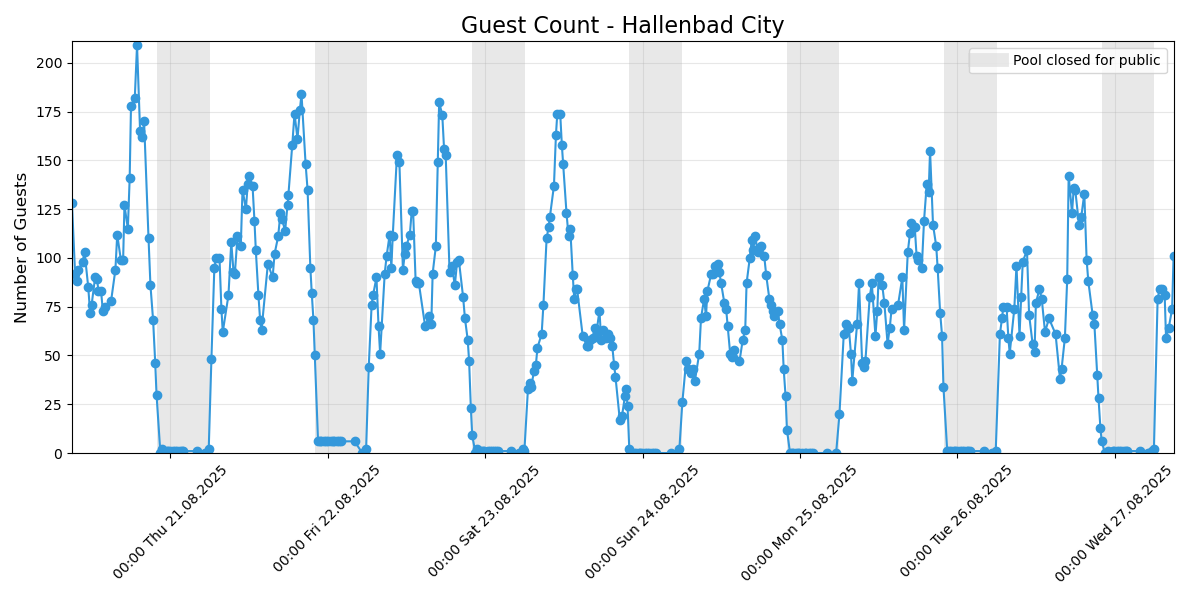 Guest Count - Hallenbad City
Pool closed for public
Number of Guests
200
175
150
125
100
75
50
25
0
00:00 Thu 21.08.2025
00:00 Fri 22.08.2025
00:00 Sat 23.08.2025
00:00 Sun 24.08.2025
00:00 Mon 25.08.2025
00:00 Tue 26.08.2025
00:00 Wed 27.08.2025